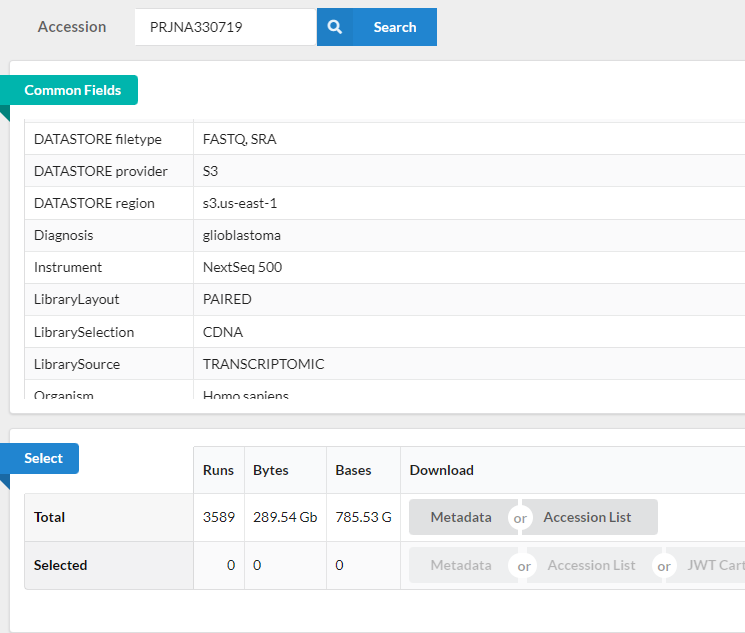 Accession PRJNA330719 Search
Common Fields
DATASTORE filetype FASTQ, SRA
DATASTORE provider S3
DATASTORE region s3.us-east-1
Diagnosis glioblastoma
Instrument NextSeq 500
LibraryLayout PAIRED
LibrarySelection CDNA
LibrarySource TRANSCRIPTOMIC
Organism Homo sapiens
Select
Runs Bytes Bases Download
Total 3589 289.54 Gb 785.53 G Metadata or Accession List
Selected 0 0 0 Metadata or Accession List or JWT Cart